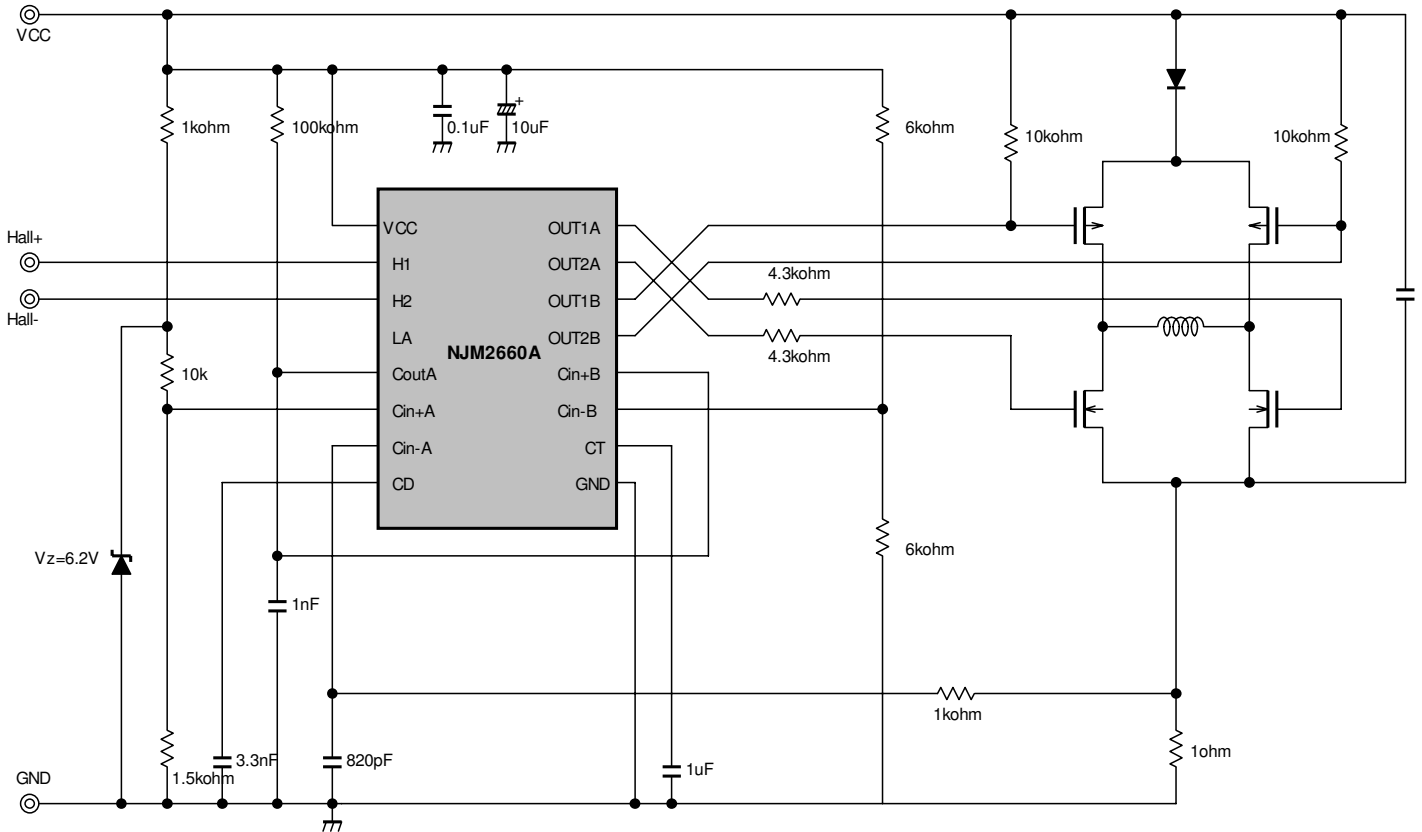 VCC
1kohm
100kohm
0.1uF
+
10uF
6kohm
10kohm
10kohm
Hall+
Hall-
VCC
H1
H2
LA
CoutA
Cin+A
Cin-A
CD
NJM2660A
OUT1A
OUT2A
OUT1B
OUT2B
Cin+B
Cin-B
CT
GND
4.3kohm
4.3kohm
10k
Vz=6.2V
6kohm
1nF
1kohm
3.3nF
820pF
1uF
1ohm
1.5kohm
GND